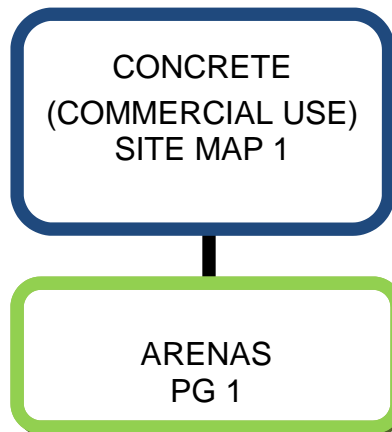 CONCRETE
(COMMERCIAL USE)
SITE MAP 1
ARENAS
PG 1